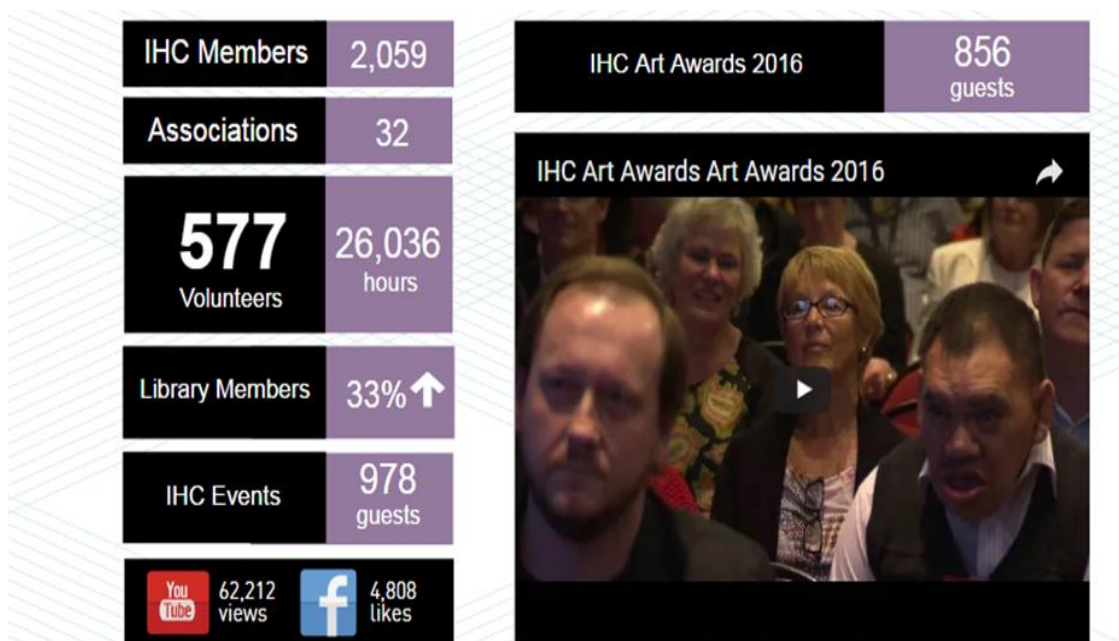 IHC Members 2,059
Associations 32
577
Volunteers
26,036
hours
Library Members 33%
IHC Events
978
guests
You
Tube
62,212
views
f
4,808
likes
IHC Art Awards 2016
856
guests
IHC Art Awards Art Awards 2016